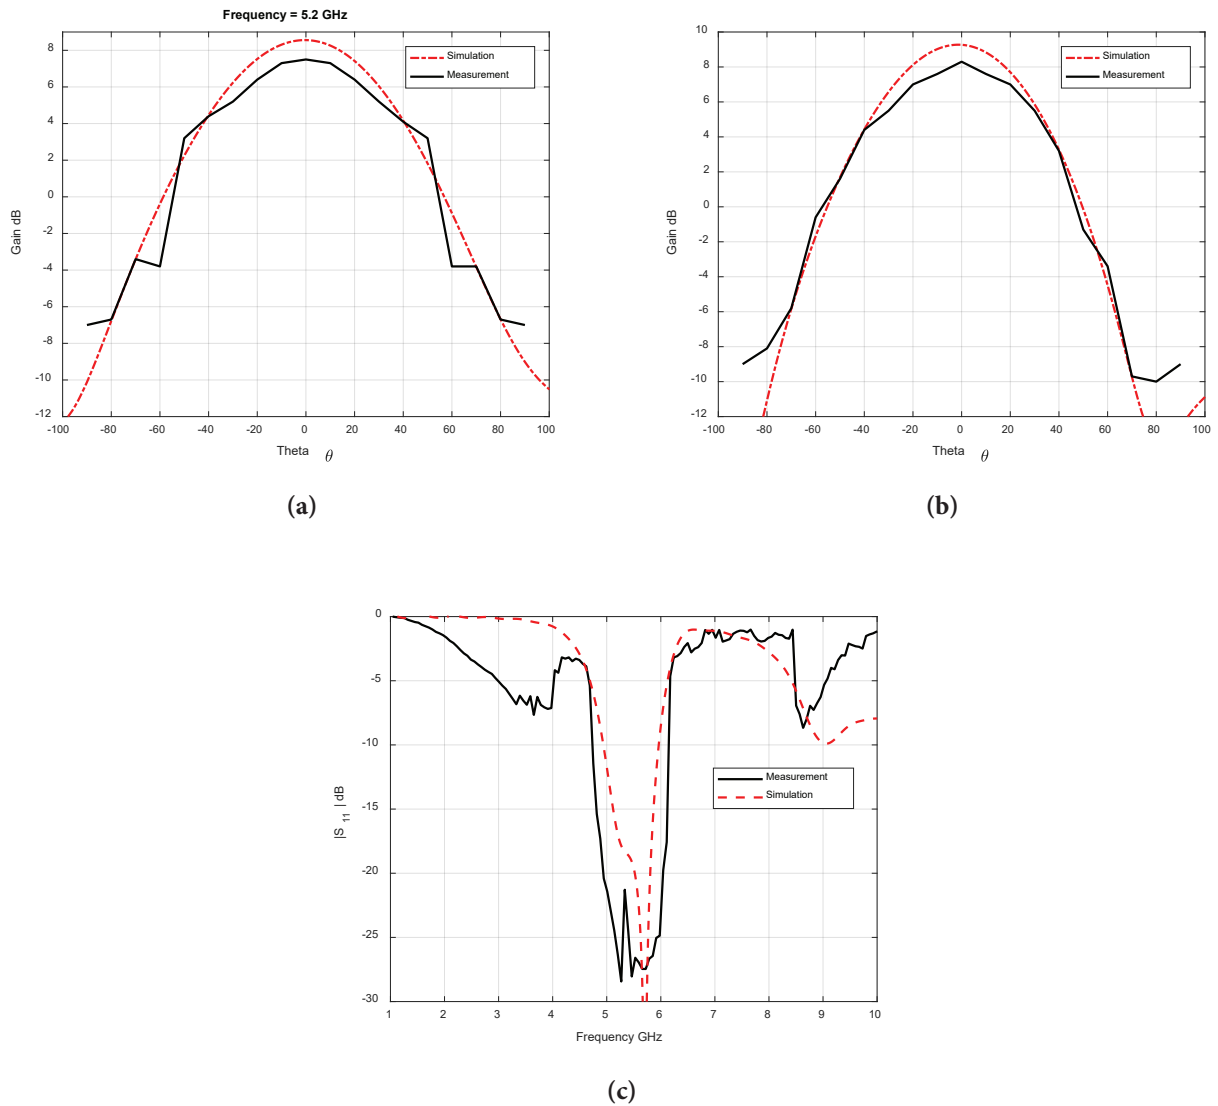 Frequency = 5.2 GHz
Simulation
Measurement
8
6
4
2
0
-2
-4
-6
-8
-10
-12
Gain dB
-100 -80 -60 -40 -20 0 20 40 60 80 100
Theta θ
(a)
Simulation
Measurement
10
8
6
4
2
0
-2
-4
-6
-8
-10
-12
Gain dB
-100 -80 -60 -40 -20 0 20 40 60 80 100
Theta θ
(b)
0
-5
-10
-15
-20
-25
-30
|S 11 | dB
Measurement
Simulation
1 2 3 4 5 6 7 8 9 10
Frequency GHz
(c)